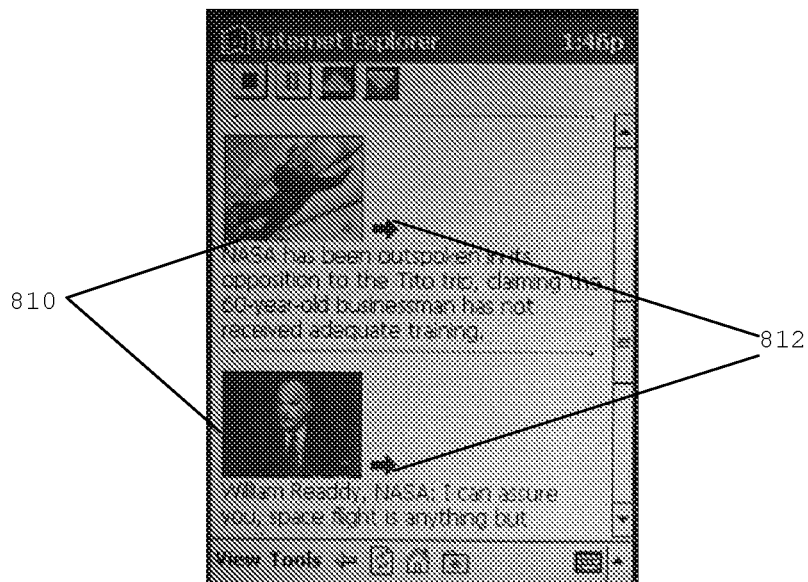 Internet Explorer 1:46p
NASA has been outspoken in its
opposition to the Tito trip, claiming the
60-year-old businessman has not
received adequate training.
810
812
William Readdy, NASA: I can assure
you, space flight is anything but
View Tools